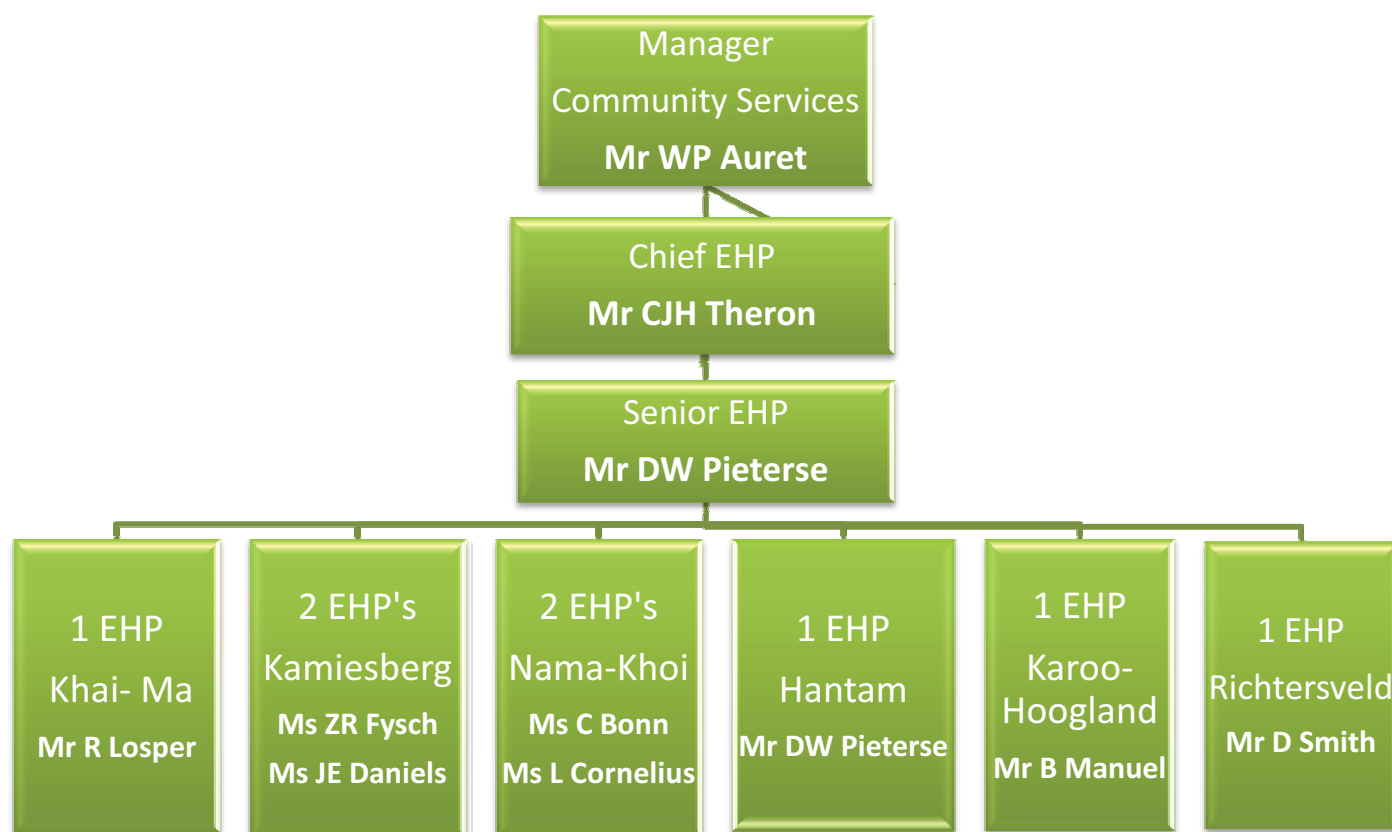 Manager
Community Services
Mr WP Auret
Chief EHP
Mr CJH Theron
Senior EHP
Mr DW Pieterse
1 EHP
Khai- Ma
Mr R Losper
2 EHP's
Kamiesberg
Ms ZR Fysch
Ms JE Daniels
2 EHP's
Nama-Khoi
Ms C Bonn
Ms L Cornelius
1 EHP
Hantam
Mr DW Pieterse
1 EHP
Karoo-
Hoogland
Mr B Manuel
1 EHP
Richtersveld
Mr D Smith